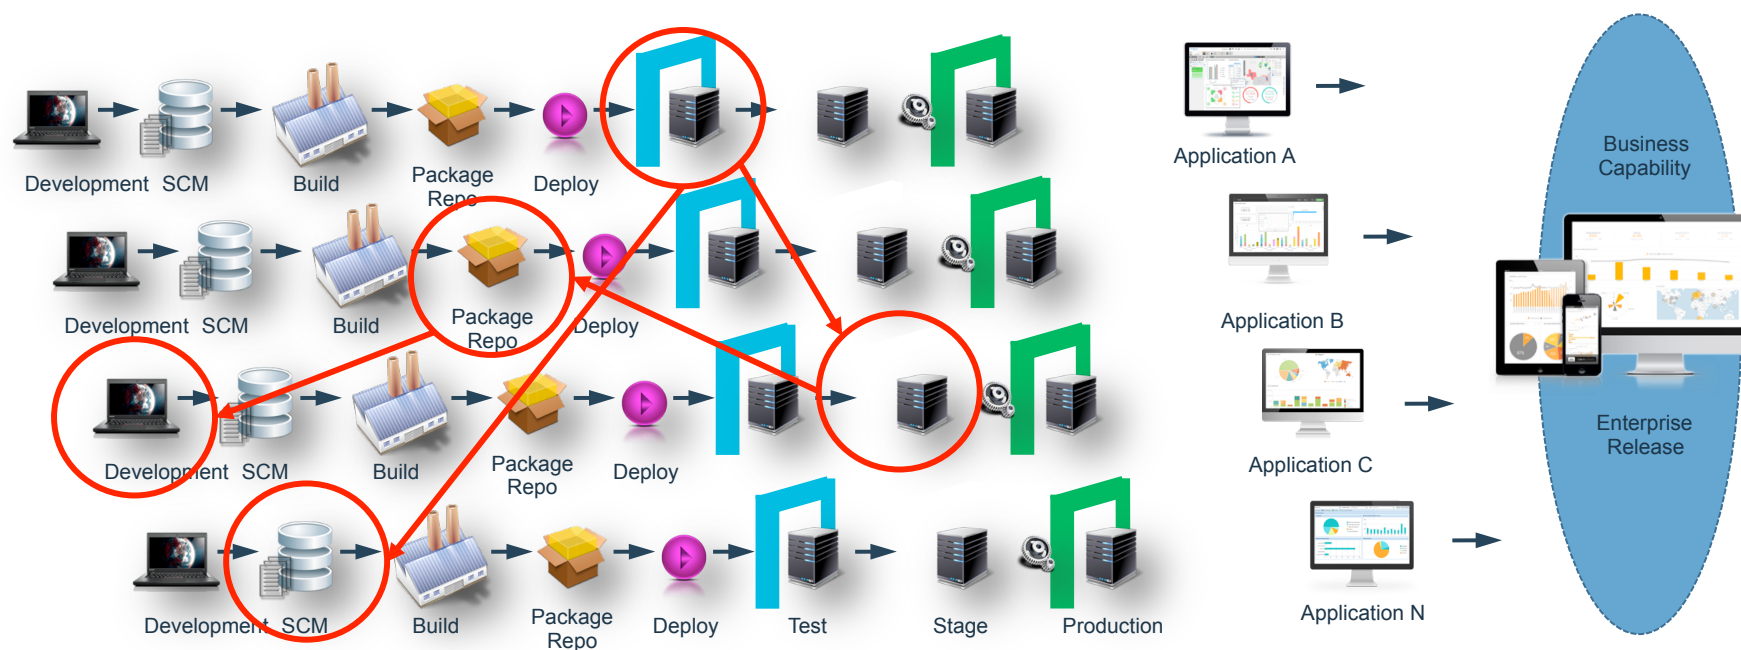 Development SCM
Build
Package
Repo
Deploy
Application A
Development SCM
Build
Package
Repo
Deploy
Application B
Development SCM
Build
Package
Repo
Deploy
Application C
Development SCM
Build
Package
Repo
Deploy
Test
Stage
Production
Application N
Business
Capability
Enterprise
Release